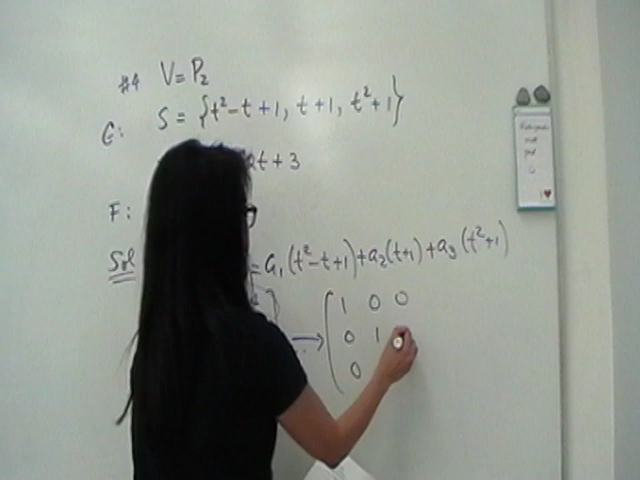 #4 V = P₂
G: S = {t² - t + 1, t + 1, t² + 1}
2t + 3
F:
Sol = a₁(t² - t + 1) + a₂(t + 1) + a₃(t² + 1)
→ ( 1 0 0
0 1
0